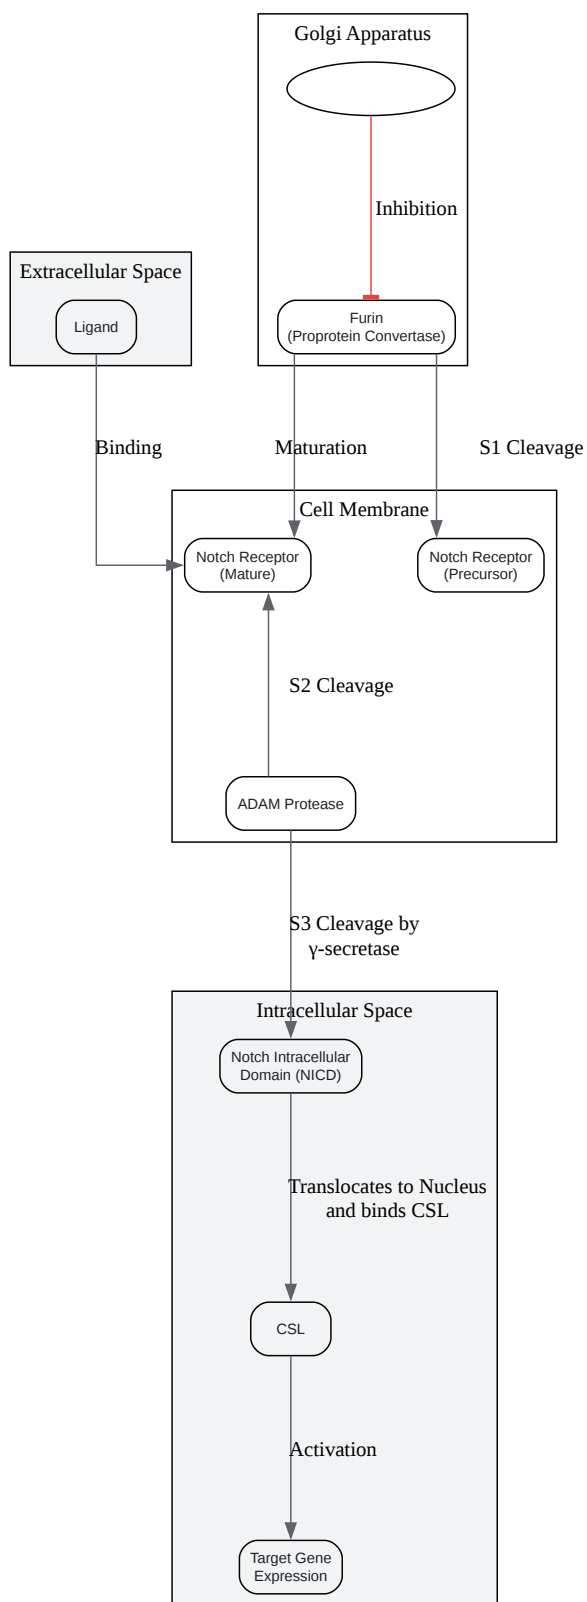 Golgi Apparatus
Inhibition
Extracellular Space
Ligand
Furin
(Proprotein Convertase)
Binding
Maturation
S1 Cleavage
Cell Membrane
Notch Receptor
(Mature)
Notch Receptor
(Precursor)
S2 Cleavage
ADAM Protease
S3 Cleavage by
γ-secretase
Intracellular Space
Notch Intracellular
Domain (NICD)
Translocates to Nucleus
and binds CSL
CSL
Activation
Target Gene
Expression